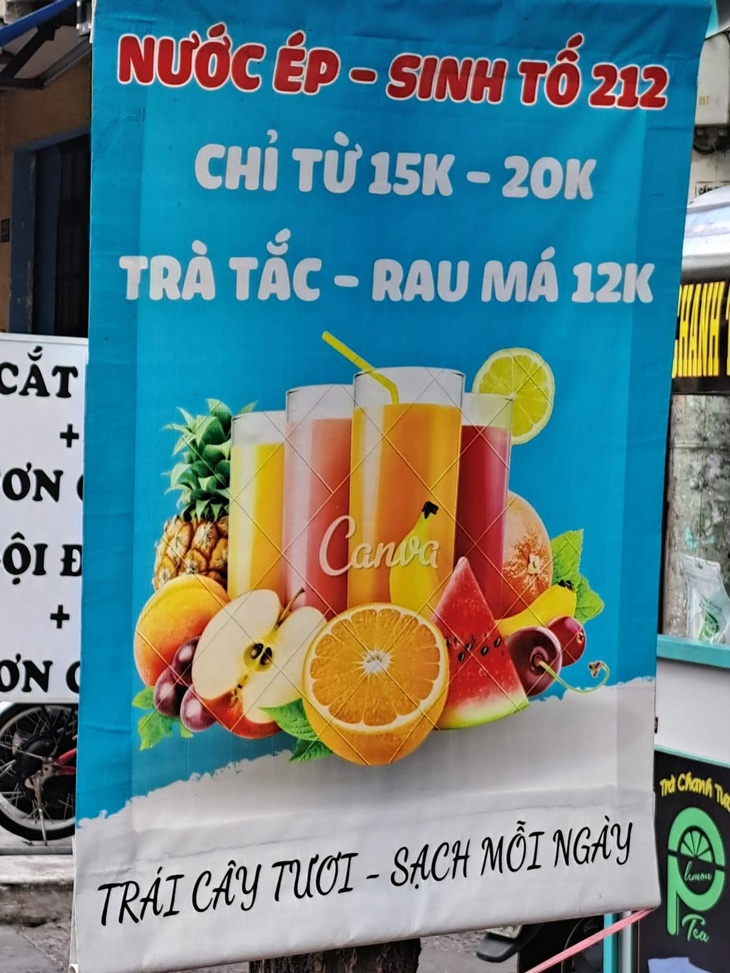 NƯỚC ÉP - SINH TỐ 212
CHỈ TỪ 15K - 20K
TRÀ TẮC - RAU MÁ 12K
CẮT
+
CHANH
Canva
+
Trà Chanh
lemon
Tea
TRÁI CÂY TƯƠI - SẠCH MỖI NGÀY